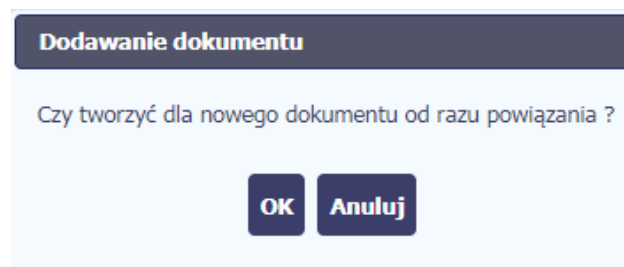 Dodawanie dokumentu
Czy tworzyć dla nowego dokumentu od razu powiązania ?
OK Anuluj